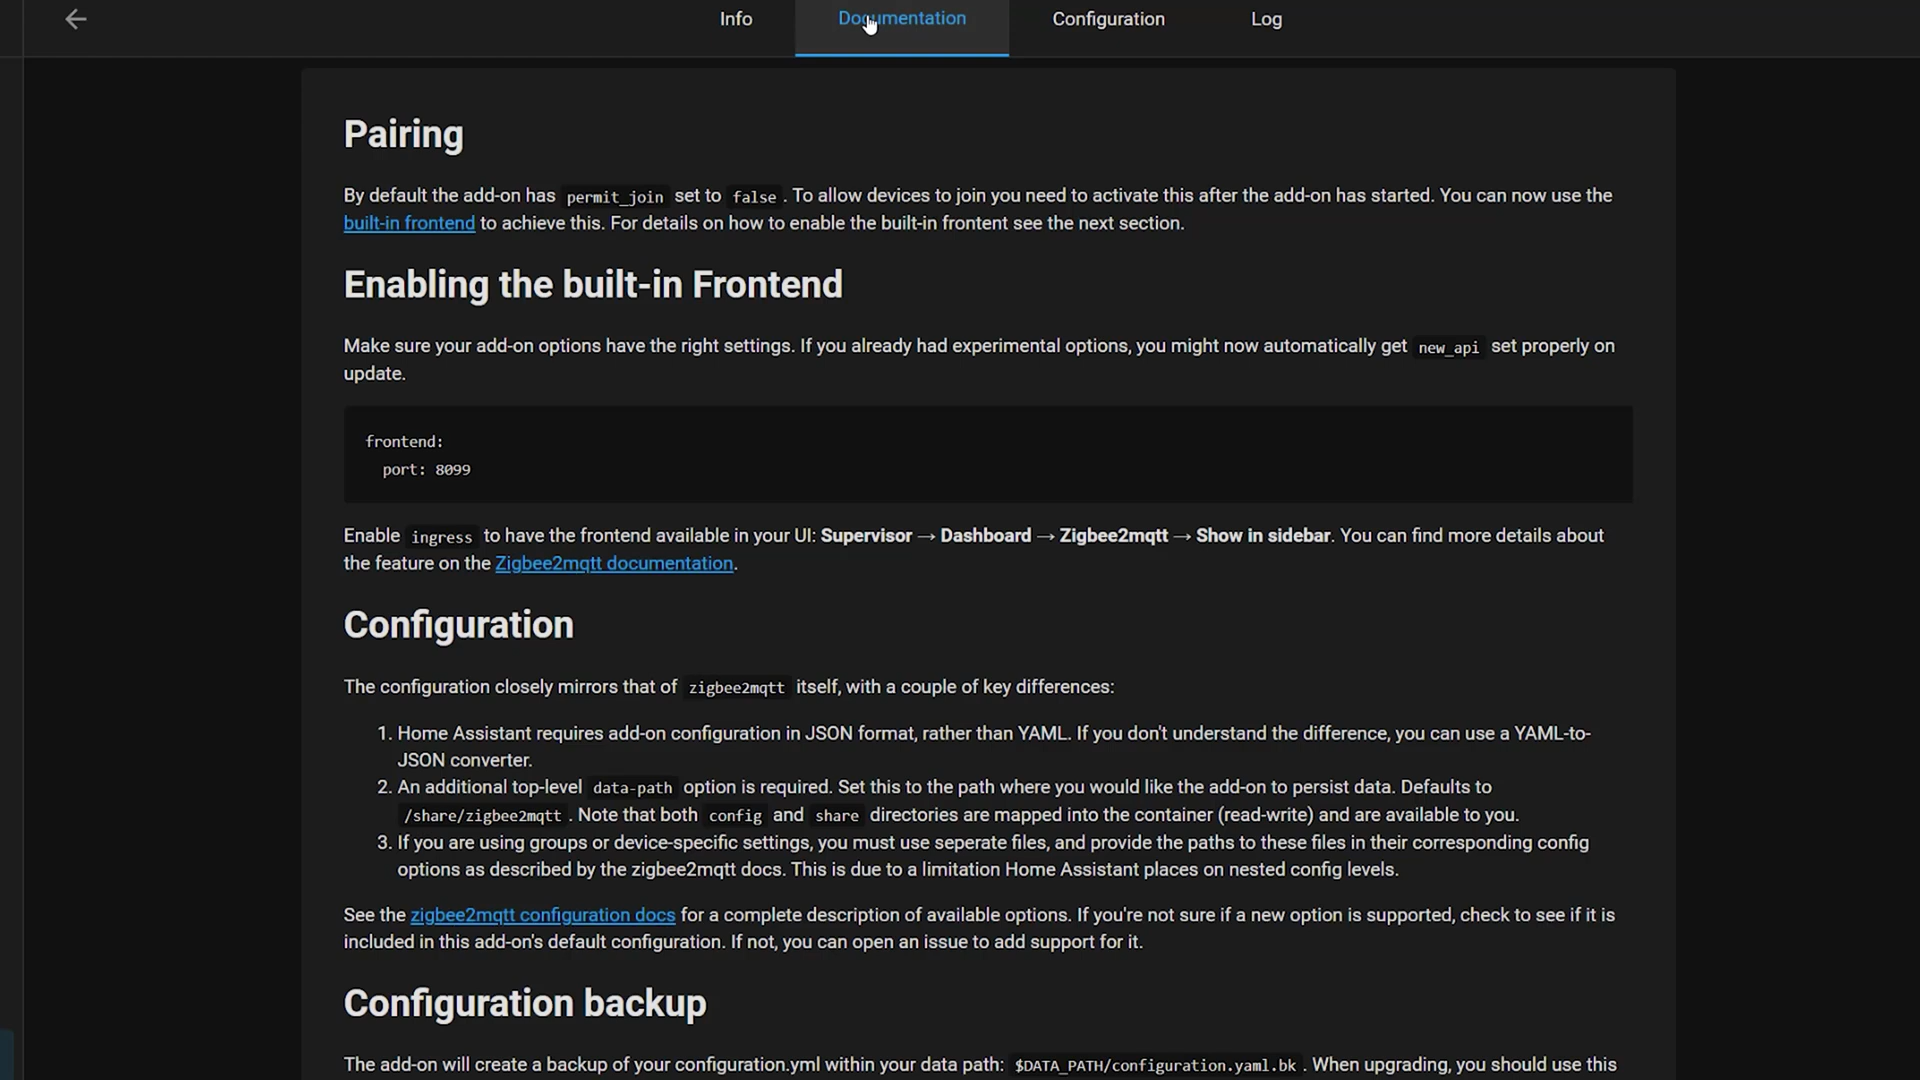 Info Documentation Configuration Log
Pairing
By default the add-on has permit_join set to false . To allow devices to join you need to activate this after the add-on has started. You can now use the
built-in frontend to achieve this. For details on how to enable the built-in frontent see the next section.
Enabling the built-in Frontend
Make sure your add-on options have the right settings. If you already had experimental options, you might now automatically get new_api set properly on
update.
frontend:
port: 8099
Enable ingress to have the frontend available in your UI: Supervisor → Dashboard → Zigbee2mqtt → Show in sidebar. You can find more details about
the feature on the Zigbee2mqtt documentation.
Configuration
The configuration closely mirrors that of zigbee2mqtt itself, with a couple of key differences:
1. Home Assistant requires add-on configuration in JSON format, rather than YAML. If you don't understand the difference, you can use a YAML-to-
JSON converter.
2. An additional top-level data-path option is required. Set this to the path where you would like the add-on to persist data. Defaults to
/share/zigbee2mqtt . Note that both config and share directories are mapped into the container (read-write) and are available to you.
3. If you are using groups or device-specific settings, you must use seperate files, and provide the paths to these files in their corresponding config
options as described by the zigbee2mqtt docs. This is due to a limitation Home Assistant places on nested config levels.
See the zigbee2mqtt configuration docs for a complete description of available options. If you're not sure if a new option is supported, check to see if it is
included in this add-on's default configuration. If not, you can open an issue to add support for it.
Configuration backup
The add-on will create a backup of your configuration.yml within your data path: $DATA_PATH/configuration.yaml.bk . When upgrading, you should use this